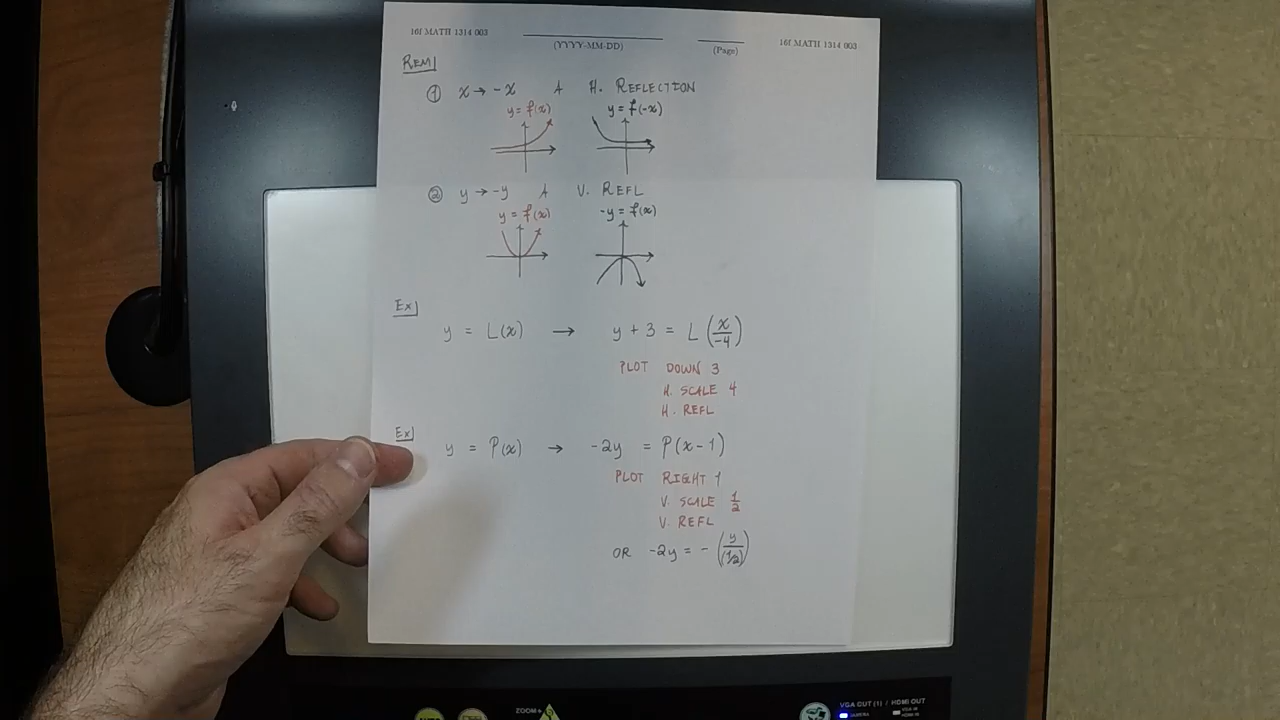 16f MATH 1314 003
(YYYY-MM-DD)
(Page)
16f MATH 1314 003
REM
① x → -x A H. REFLECTION
y = f(x) y = f(-x)
② y → -y A V. REFL
y = f(x) -y = f(x)
Ex
y = L(x) → y + 3 = L(x/-4)
PLOT DOWN 3
H. SCALE 4
H. REFL
Ex
y = P(x) → -2y = P(x-1)
PLOT RIGHT 1
V. SCALE 1/2
V. REFL
OR -2y = -(y/(1/2))
ZOOM+
VGA OUT (1) / HDMI OUT